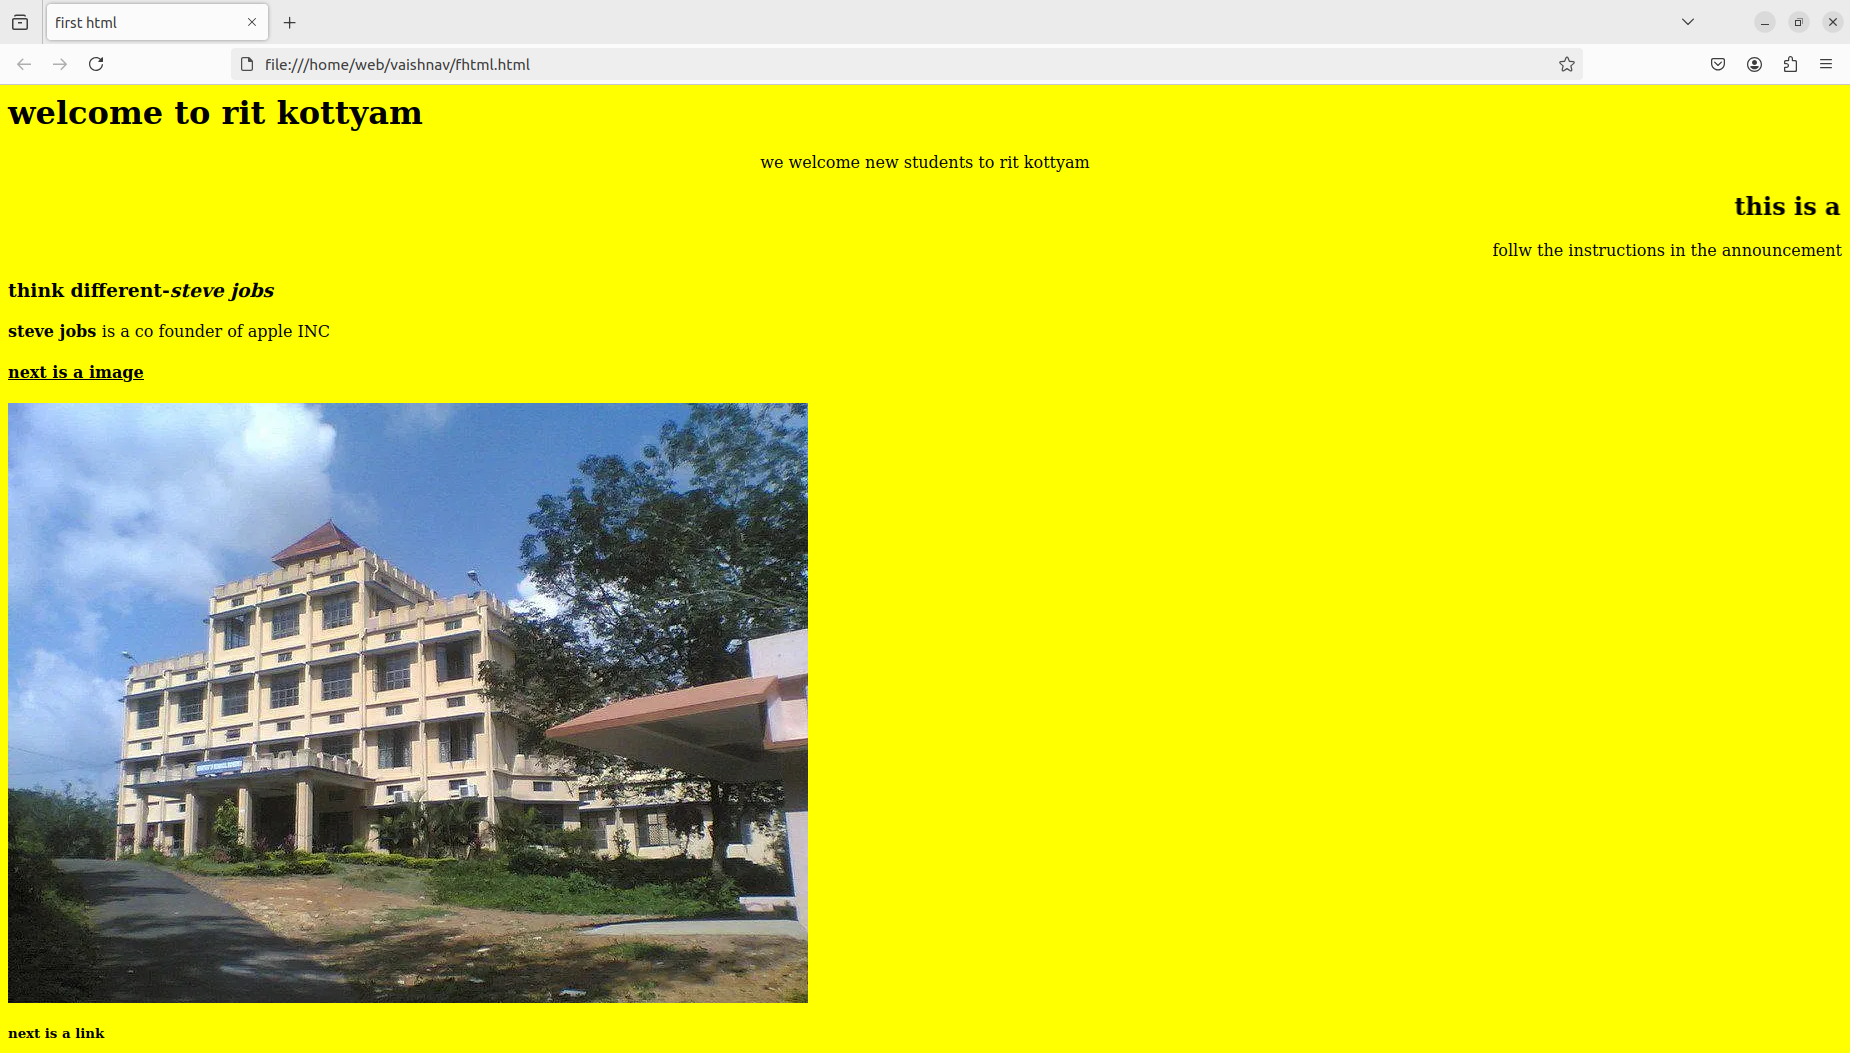 first html
file:///home/web/vaishnav/fhtml.html
welcome to rit kottyam
we welcome new students to rit kottyam
this is a
follw the instructions in the announcement
think different-steve jobs
steve jobs is a co founder of apple INC
next is a image
next is a link